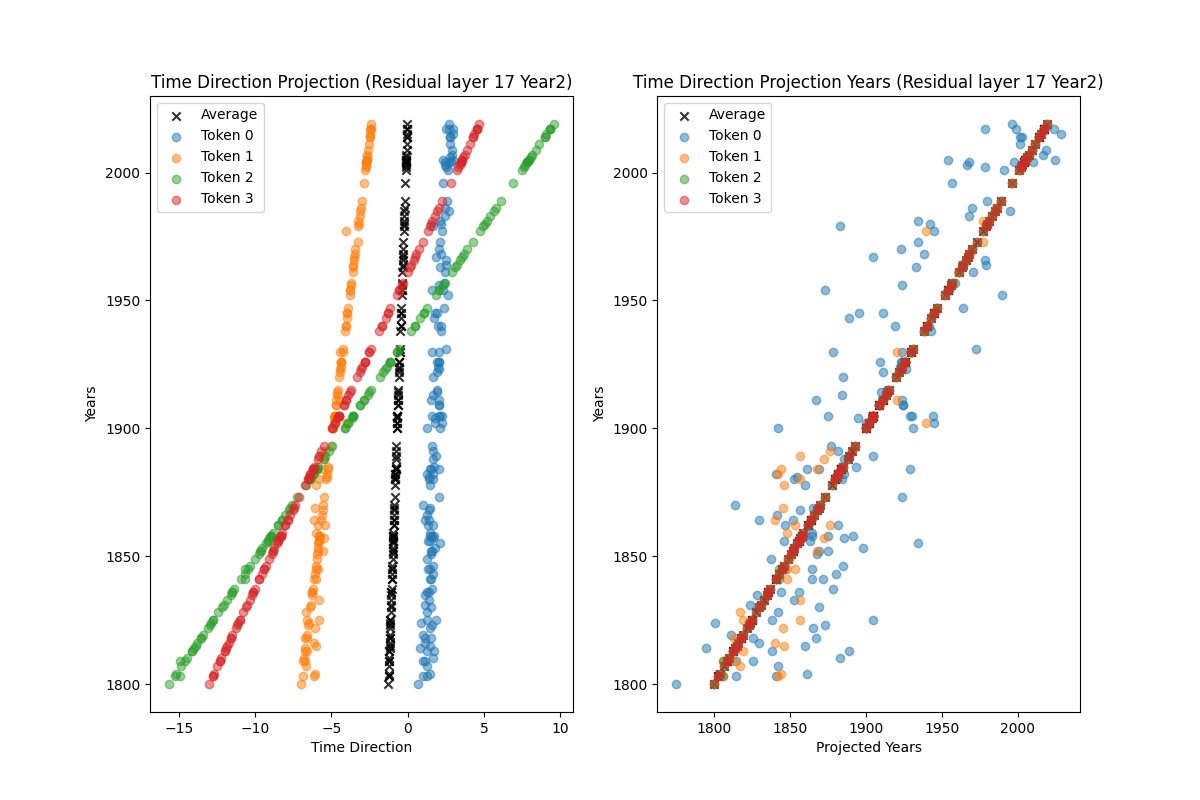 Time Direction Projection (Residual layer 17 Year2)
Average
Token 0
Token 1
Token 2
Token 3
Years
2000
1950
1900
1850
1800
−15
−10
−5
0
5
10
Time Direction
Time Direction Projection Years (Residual layer 17 Year2)
Average
Token 0
Token 1
Token 2
Token 3
Years
2000
1950
1900
1850
1800
1800
1850
1900
1950
2000
Projected Years